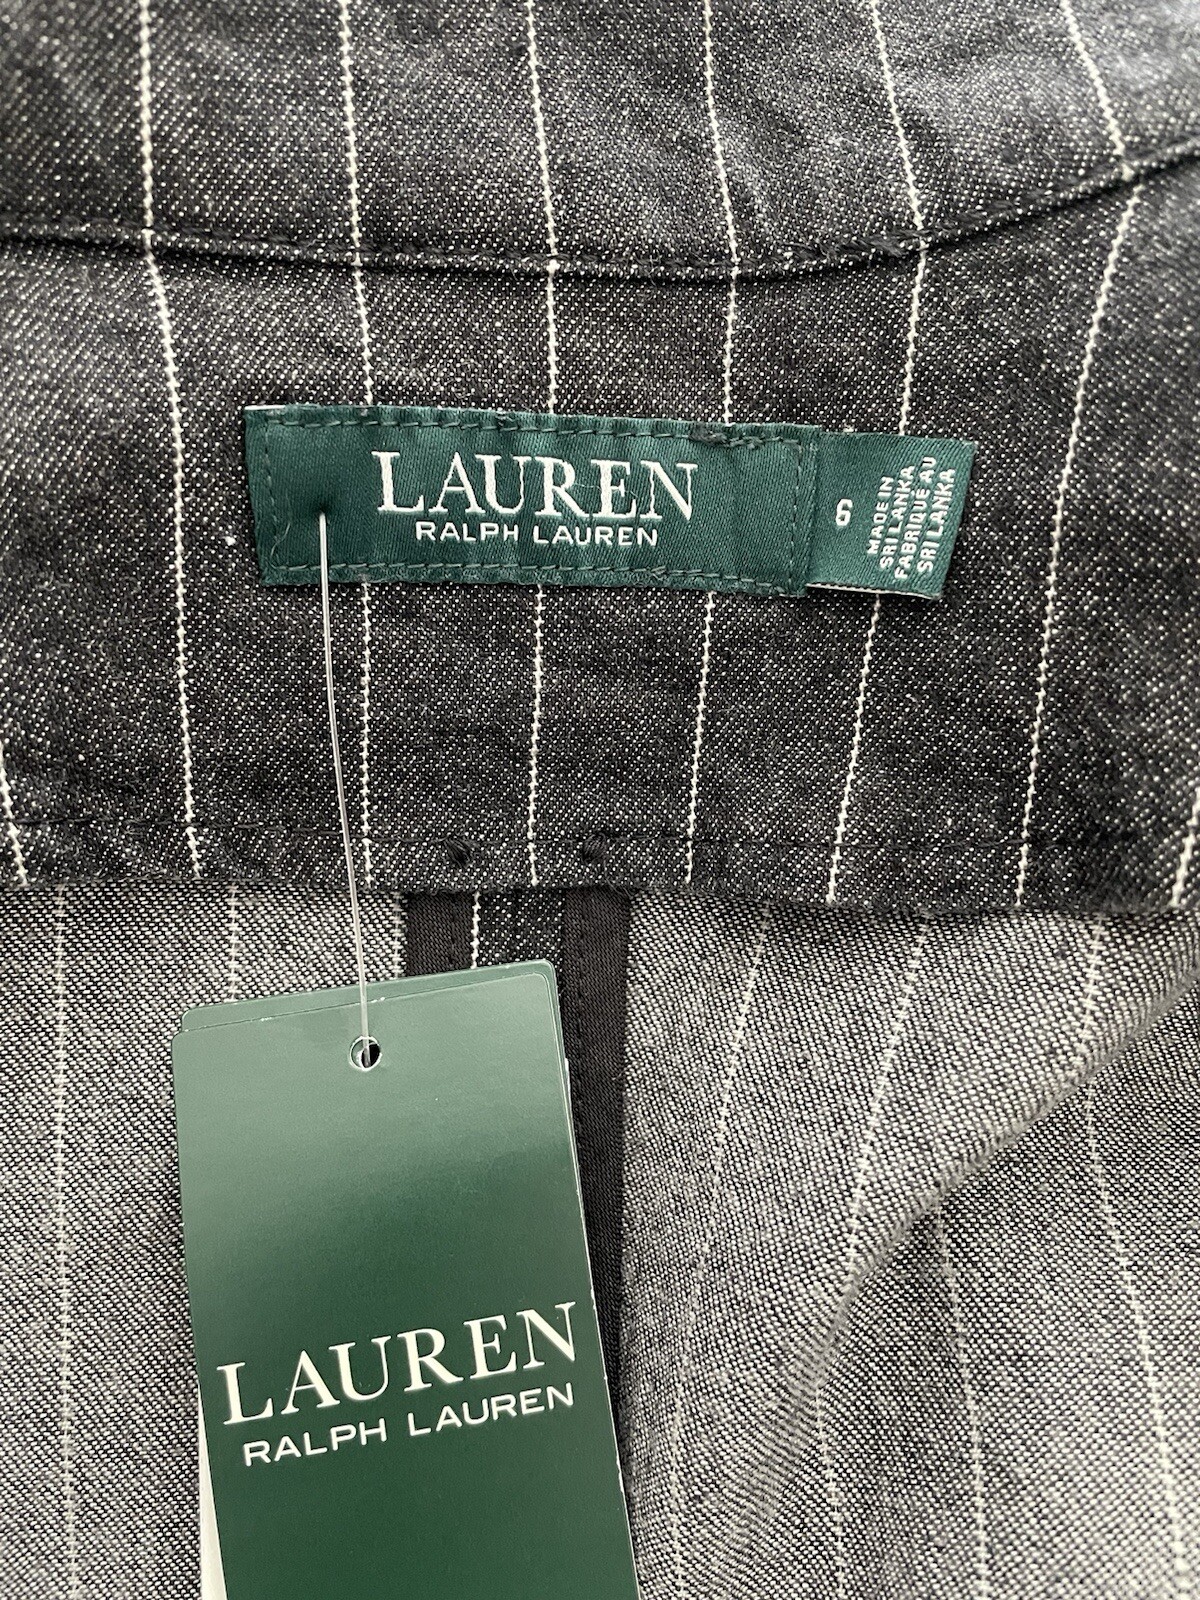 LAUREN
RALPH LAUREN
6
MADE IN
SRI LANKA
FABRIQUÉ AU
SRI LANKA
LAUREN
RALPH LAUREN